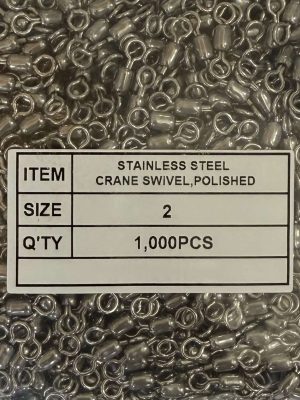 ITEM STAINLESS STEEL
CRANE SWIVEL,POLISHED
SIZE 2
Q'TY 1,000PCS